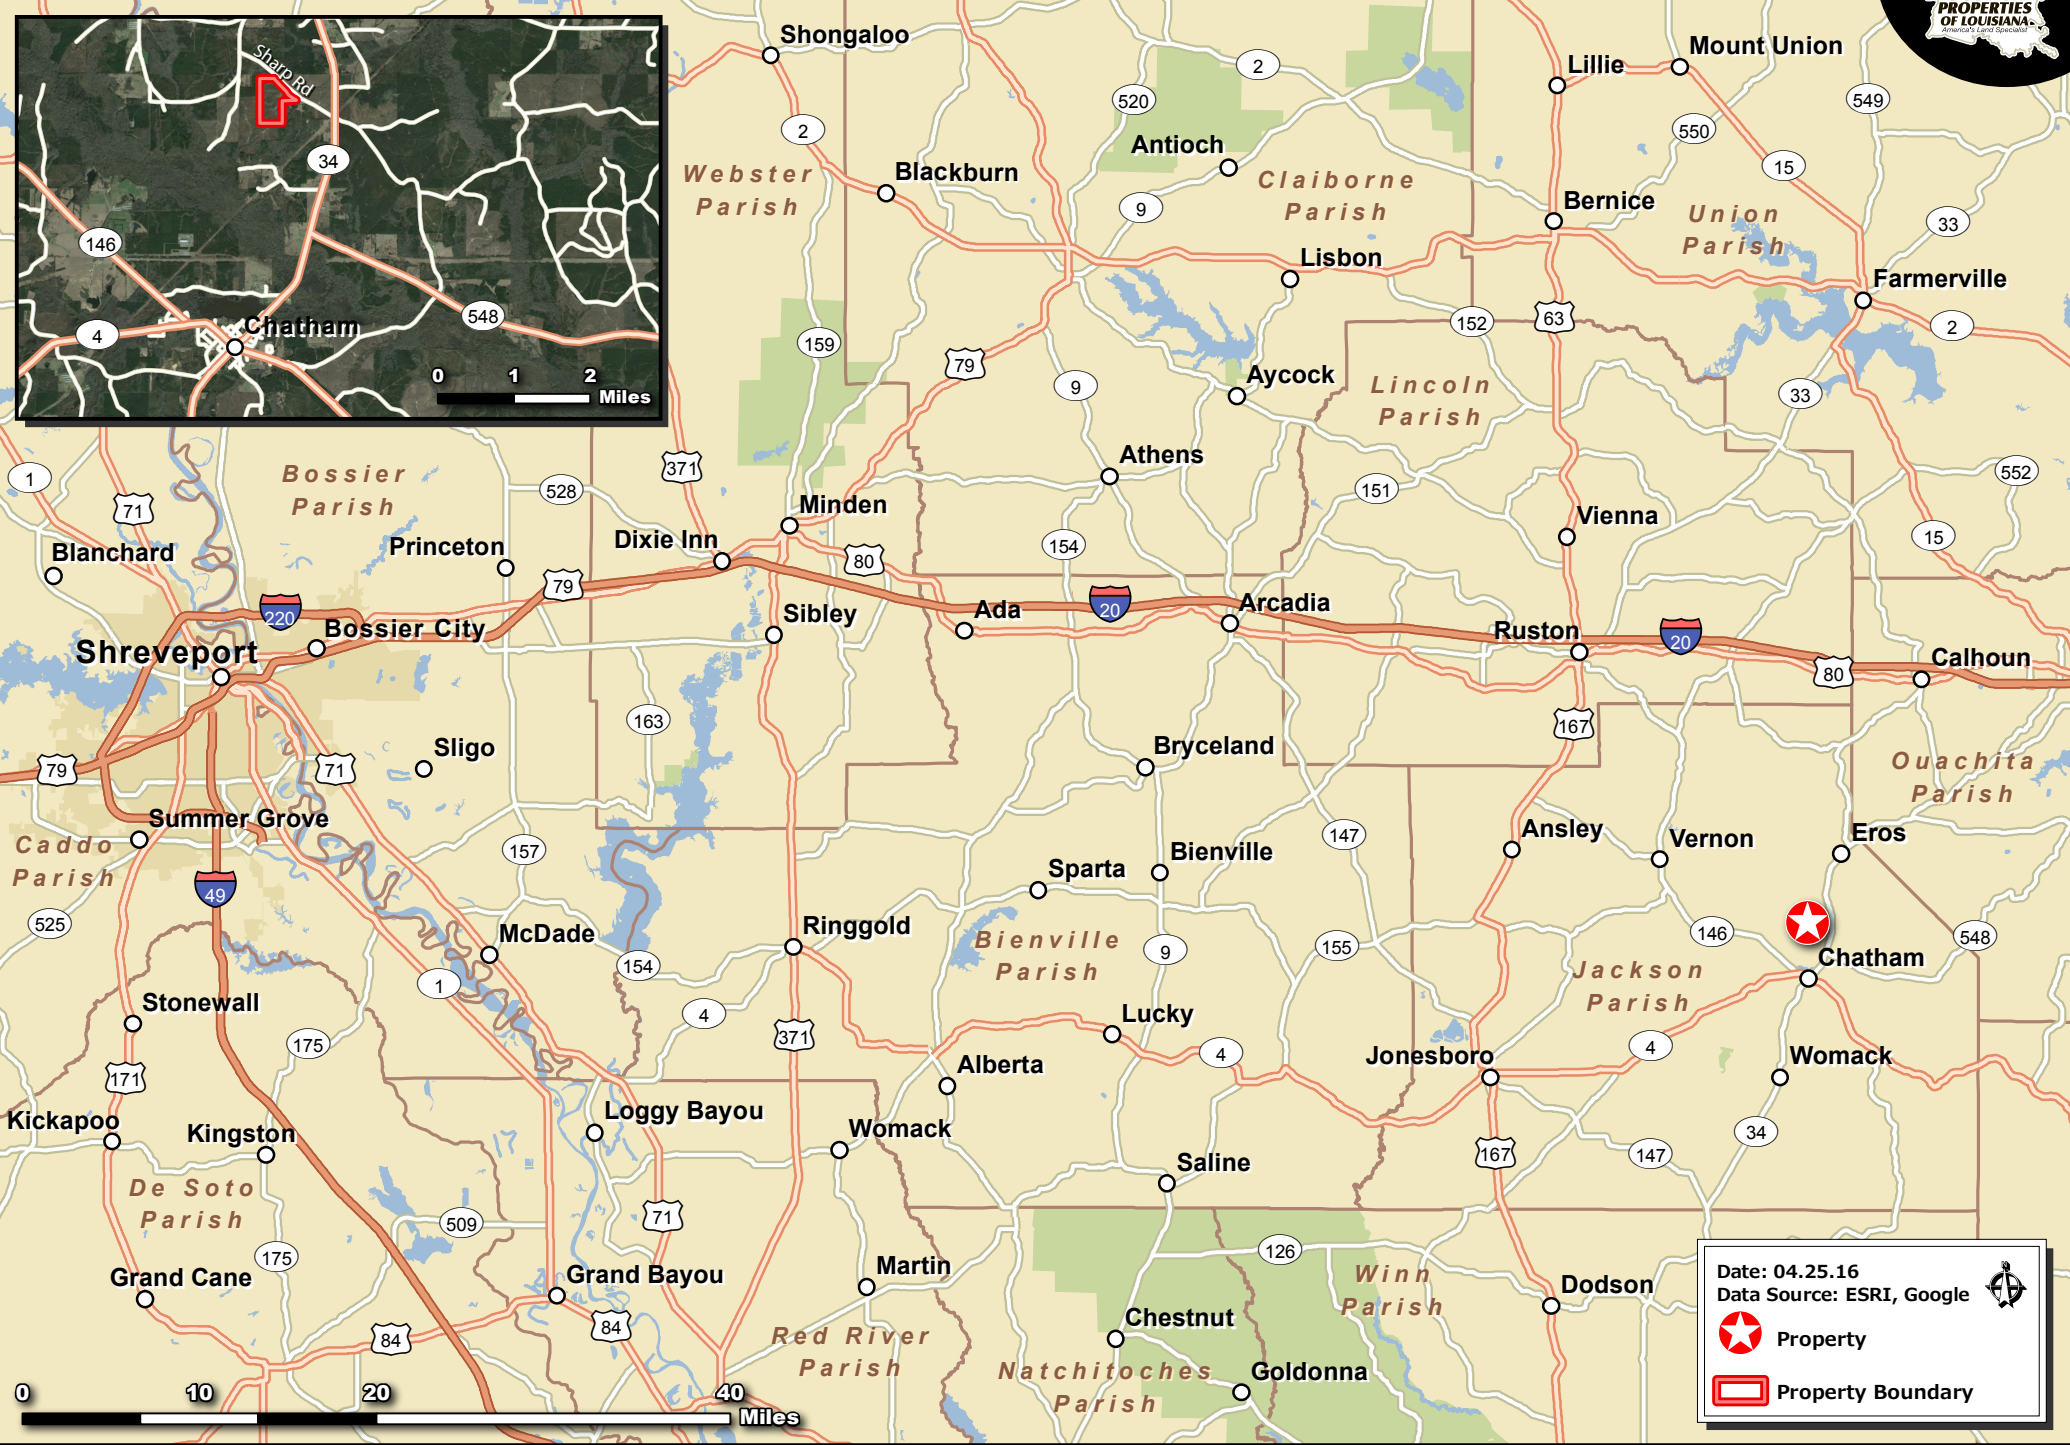 PROPERTIES
OF LOUISIANA
America's Land Specialist
Sharp Rd
34
146
4
548
Chatham
0 1 2
Miles
Shongaloo
Mount Union
Lillie
2
520
549
2
550
Antioch
15
Webster
Parish
Blackburn
Claiborne
Parish
9
Bernice
Union
Parish
33
Lisbon
Farmerville
159
152
63
2
79
9
Aycock
Lincoln
Parish
33
Athens
371
1
Bossier
Parish
528
151
552
71
Minden
Vienna
Dixie Inn
154
15
Blanchard
Princeton
80
79
220
Sibley
Ada
20
Arcadia
Bossier City
Ruston
20
Shreveport
80
Calhoun
163
167
Sligo
Bryceland
79
71
Ouachita
Parish
Summer Grove
Ansley
Vernon
Eros
147
Caddo
Parish
157
Bienville
Sparta
49
525
McDade
Ringgold
Bienville
Parish
9
155
146
548
154
Chatham
1
Jackson
Parish
Stonewall
4
Lucky
175
371
4
4
Jonesboro
Womack
171
Alberta
Kickapoo
Loggy Bayou
Kingston
Womack
34
167
147
Saline
De Soto
Parish
71
509
175
126
Martin
Winn
Parish
Grand Cane
Grand Bayou
Dodson
Chestnut
84
84
Red River
Parish
Natchitoches
Parish
Goldonna
0 10 20 40
Miles
Date: 04.25.16
Data Source: ESRI, Google
Property
Property Boundary